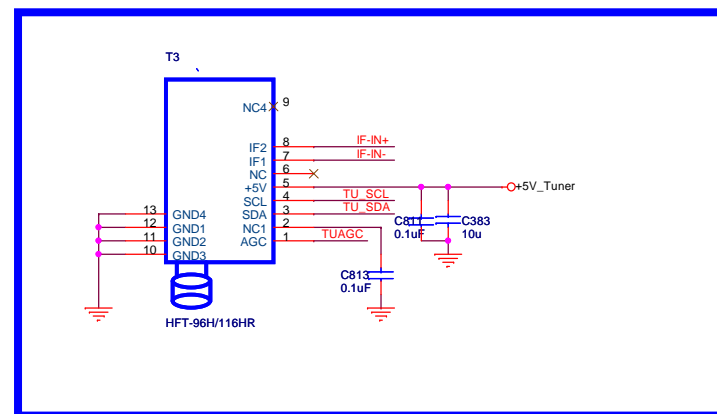 T3
NC4 9
IF2 8 IF-IN+
IF1 7 IF-IN-
NC 6
+5V 5 +5V_Tuner
SCL 4 TU_SCL
13 GND4 SDA 3 TU_SDA
12 GND1 NC1 2
11 GND2 AGC 1 TUAGC
10 GND3
C811 C383
0.1uF 10u
C813
0.1uF
HFT-96H/116HR